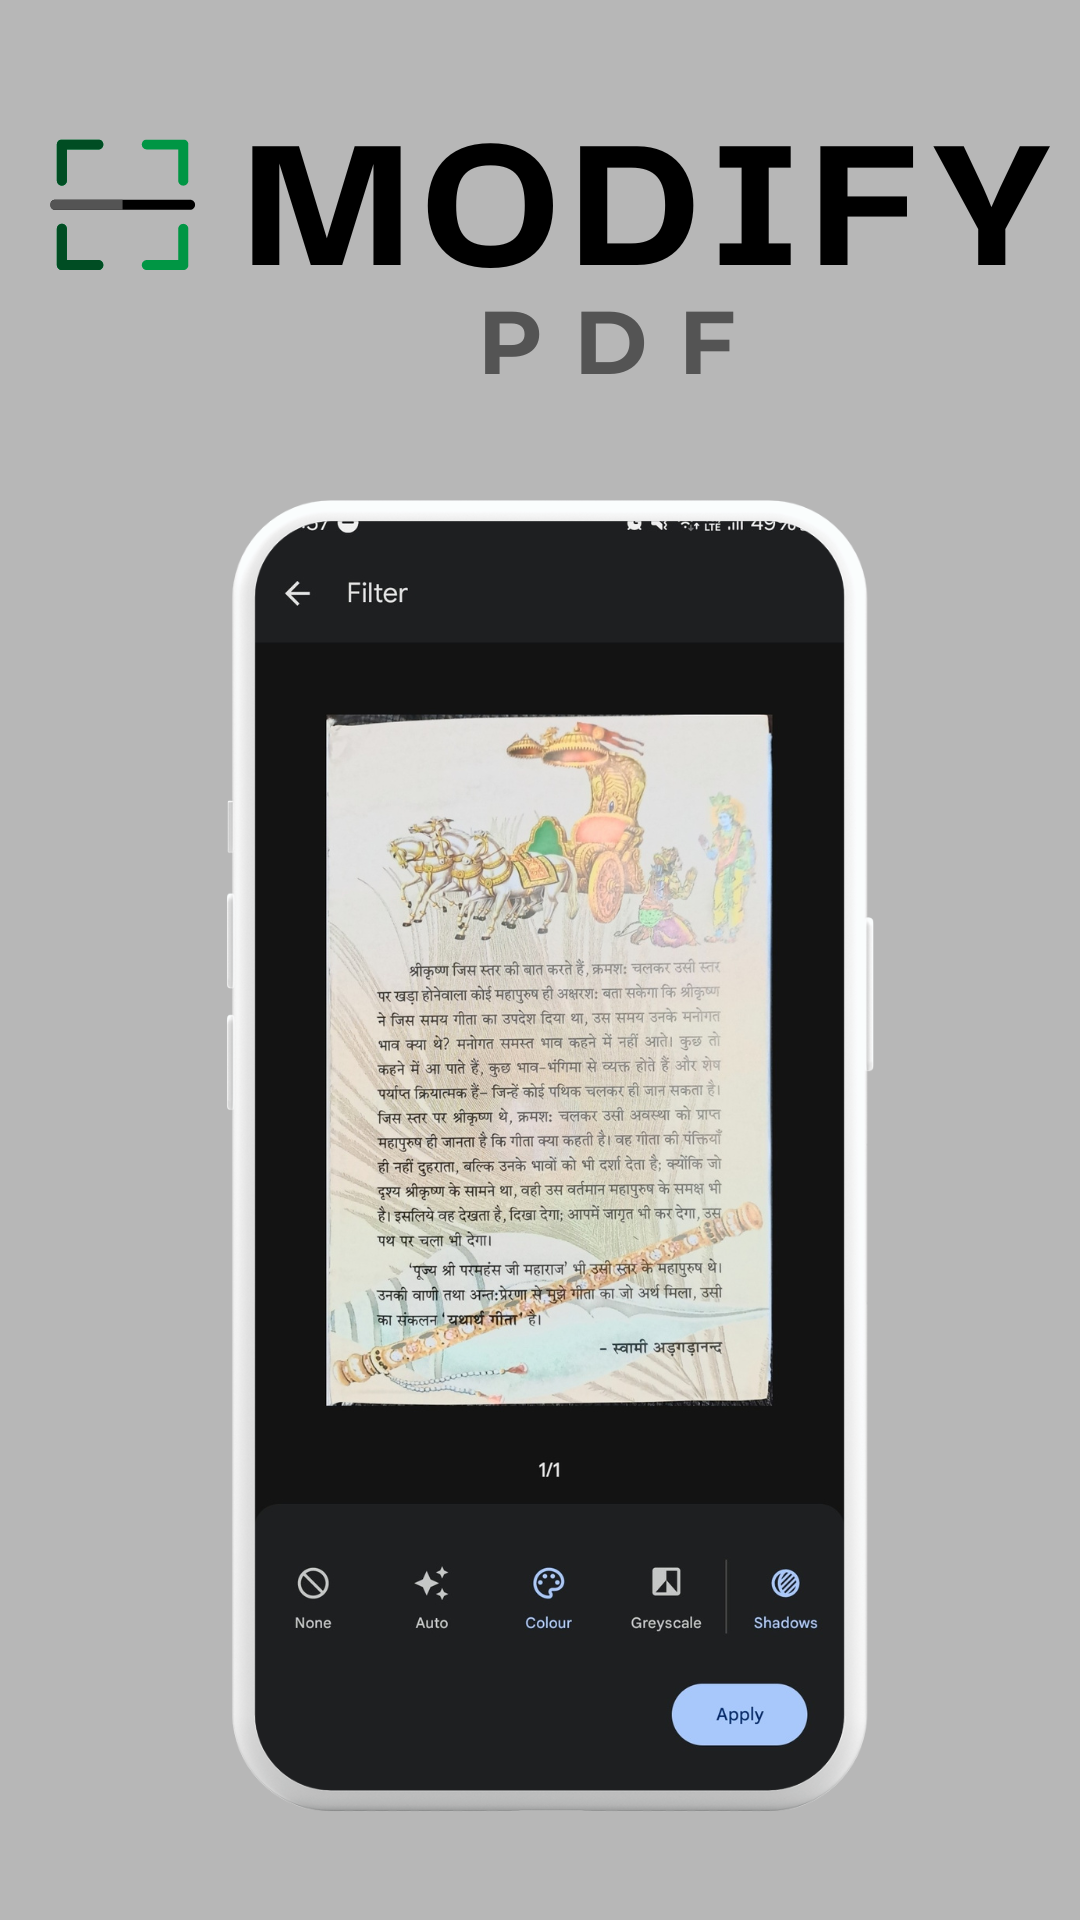 MODIFY
PDF
LTE 49%
Filter
श्रीकृष्ण जिस स्तर की बात करते हैं, क्रमश: चलकर उसी स्तर
पर खड़ा होनेवाला कोई महापुरुष ही अक्षरश: बता सकेगा कि श्रीकृष्ण
ने जिस समय गीता का उपदेश दिया था, उस समय उनके मनोगत
भाव क्या थे? मनोगत समस्त भाव कहने में नहीं आते। कुछ तो
कहने में आ पाते हैं, कुछ भाव-भंगिमा से व्यक्त होते हैं और शेष
पर्याप्त क्रियात्मक हैं– जिन्हें कोई पथिक चलकर ही जान सकता है।
जिस स्तर पर श्रीकृष्ण थे, क्रमश: चलकर उसी अवस्था को प्राप्त
महापुरुष ही जानता है कि गीता क्या कहती है। वह गीता की पंक्तियाँ
ही नहीं दुहराता, बल्कि उनके भावों को भी दर्शा देता है; क्योंकि जो
दृश्य श्रीकृष्ण के सामने था, वही उस वर्तमान महापुरुष के समक्ष भी
है। इसलिये वह देखता है, दिखा देगा; आपमें जागृत भी कर देगा, उस
पथ पर चला भी देगा।
‘पूज्य श्री परमहंस जी महाराज’ भी उसी स्तर के महापुरुष थे।
उनकी वाणी तथा अन्त:प्रेरणा से मुझे गीता का जो अर्थ मिला, उसी
का संकलन ‘यथार्थ गीता’ है।
– स्वामी अड़गड़ानन्द
1/1
None Auto Colour Greyscale Shadows
Apply